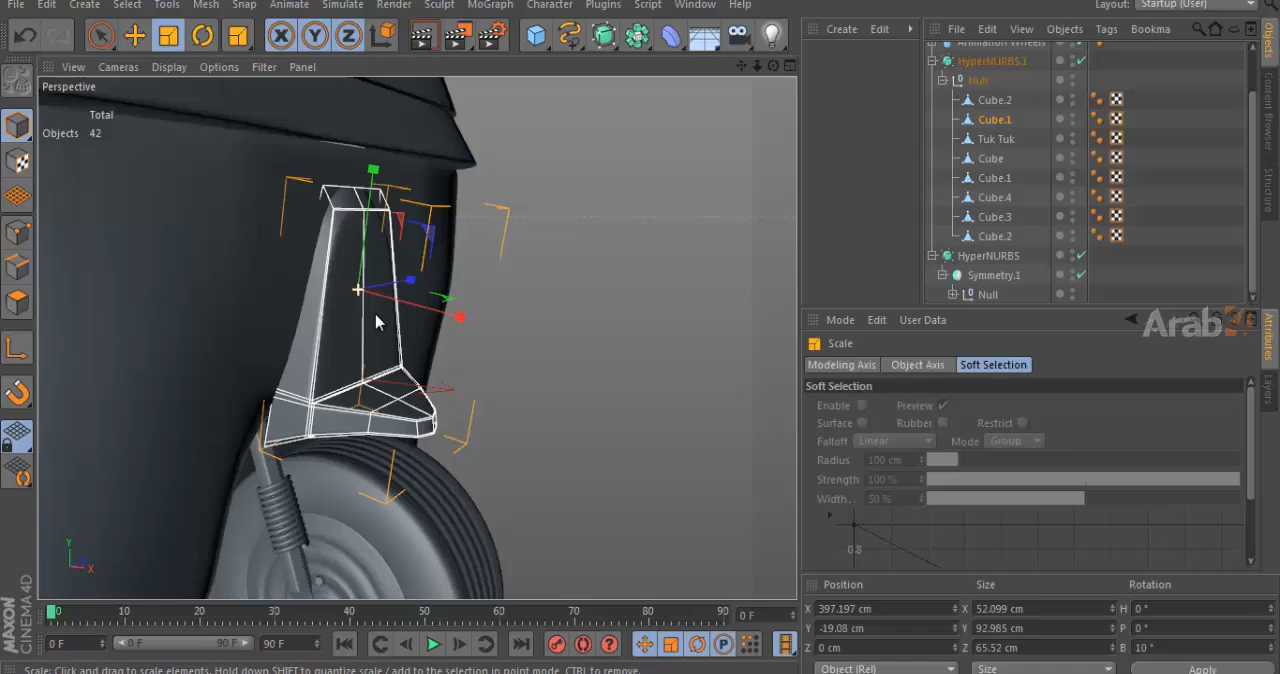 File Edit Create Select Tools Mesh Snap Animate Simulate Render Sculpt MoGraph Character Plugins Script Window Help
Layout: Startup (User)
Create Edit
File Edit View Objects Tags Bookma
View Cameras Display Options Filter Panel
Perspective
Total
Objects 42
Animation Wheels
HyperNURBS.1
Null
Cube.2
Cube.1
Tuk Tuk
Cube
Cube.1
Cube.4
Cube.3
Cube.2
HyperNURBS
Symmetry.1
Null
Objects
Content Browser
Structure
Attributes
Layers
Mode Edit User Data
Arab
Scale
Modeling Axis Object Axis Soft Selection
Soft Selection
Enable Preview
Surface Rubber Restrict
Falloff Linear Mode Group
Radius 100 cm
Strength 100 %
Width . . 50 %
0.8
Y
X
0 10 20 30 40 50 60 70 80 90 0 F
0 F 0 F 90 F 90 F
P
Position Size Rotation
X 397.197 cm X 52.099 cm H 0 °
Y -19.08 cm Y 92.985 cm P 0 °
Z 0 cm Z 65.52 cm B 10 °
Object (Rel) Size Apply
MAXON
CINEMA 4D
Scale: Click and drag to scale elements. Hold down SHIFT to quantize scale / add to the selection in point mode, CTRL to remove.